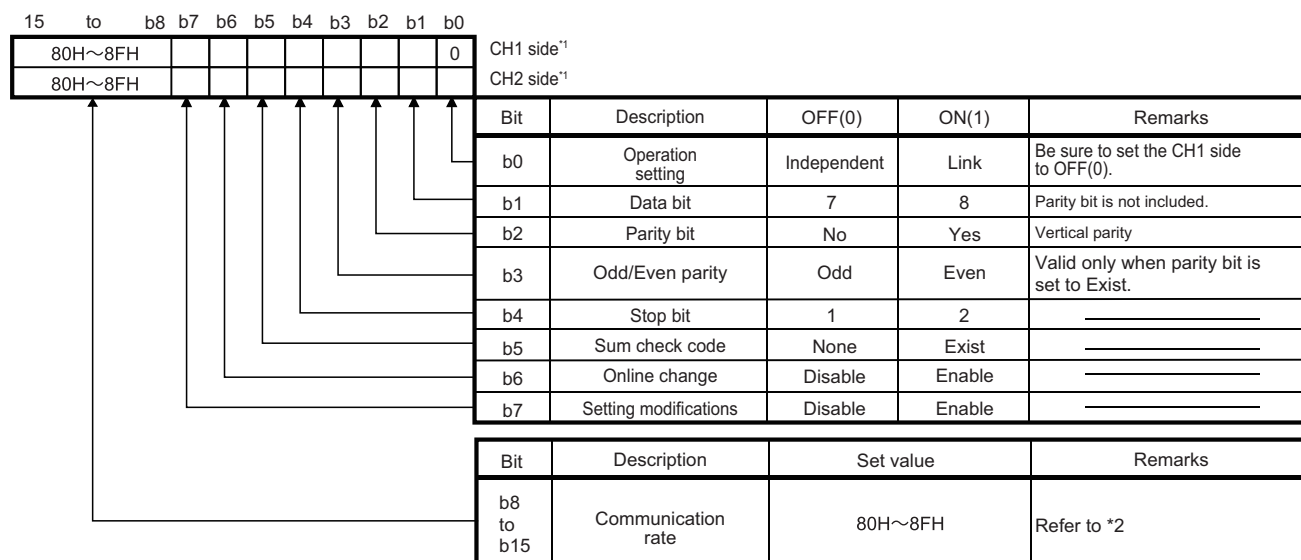 15 to b8 b7 b6 b5 b4 b3 b2 b1 b0
80H～8FH 0 CH1 side*1
80H～8FH CH2 side*1
Bit Description OFF(0) ON(1) Remarks
b0 Operation setting Independent Link Be sure to set the CH1 side to OFF(0).
b1 Data bit 7 8 Parity bit is not included.
b2 Parity bit No Yes Vertical parity
b3 Odd/Even parity Odd Even Valid only when parity bit is set to Exist.
b4 Stop bit 1 2
b5 Sum check code None Exist
b6 Online change Disable Enable
b7 Setting modifications Disable Enable
Bit Description Set value Remarks
b8 to b15 Communication rate 80H～8FH Refer to *2